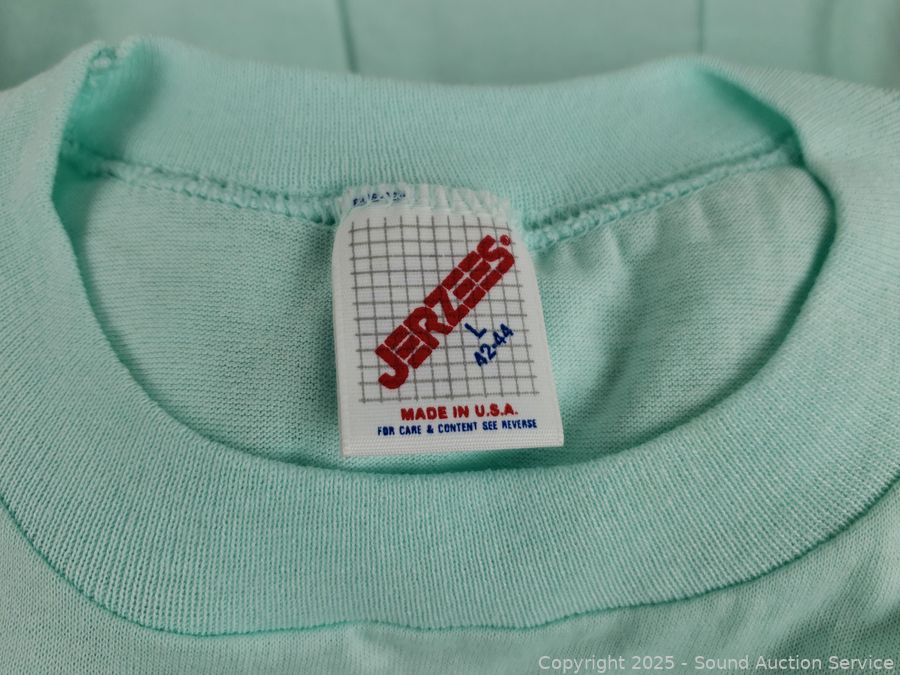 JERZEES®
L
42-44
MADE IN U.S.A.
FOR CARE & CONTENT SEE REVERSE
Copyright 2025 - Sound Auction Service